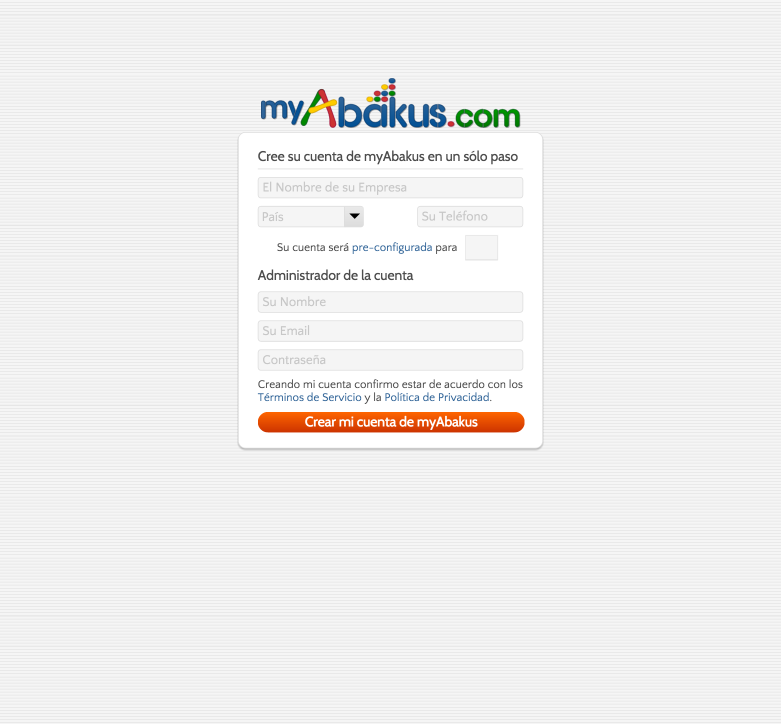 myAbakus.com
Cree su cuenta de myAbakus en un sólo paso
El Nombre de su Empresa
País
Su Teléfono
Su cuenta será pre-configurada para
Administrador de la cuenta
Su Nombre
Su Email
Contraseña
Creando mi cuenta confirmo estar de acuerdo con los
Términos de Servicio y la Política de Privacidad.
Crear mi cuenta de myAbakus